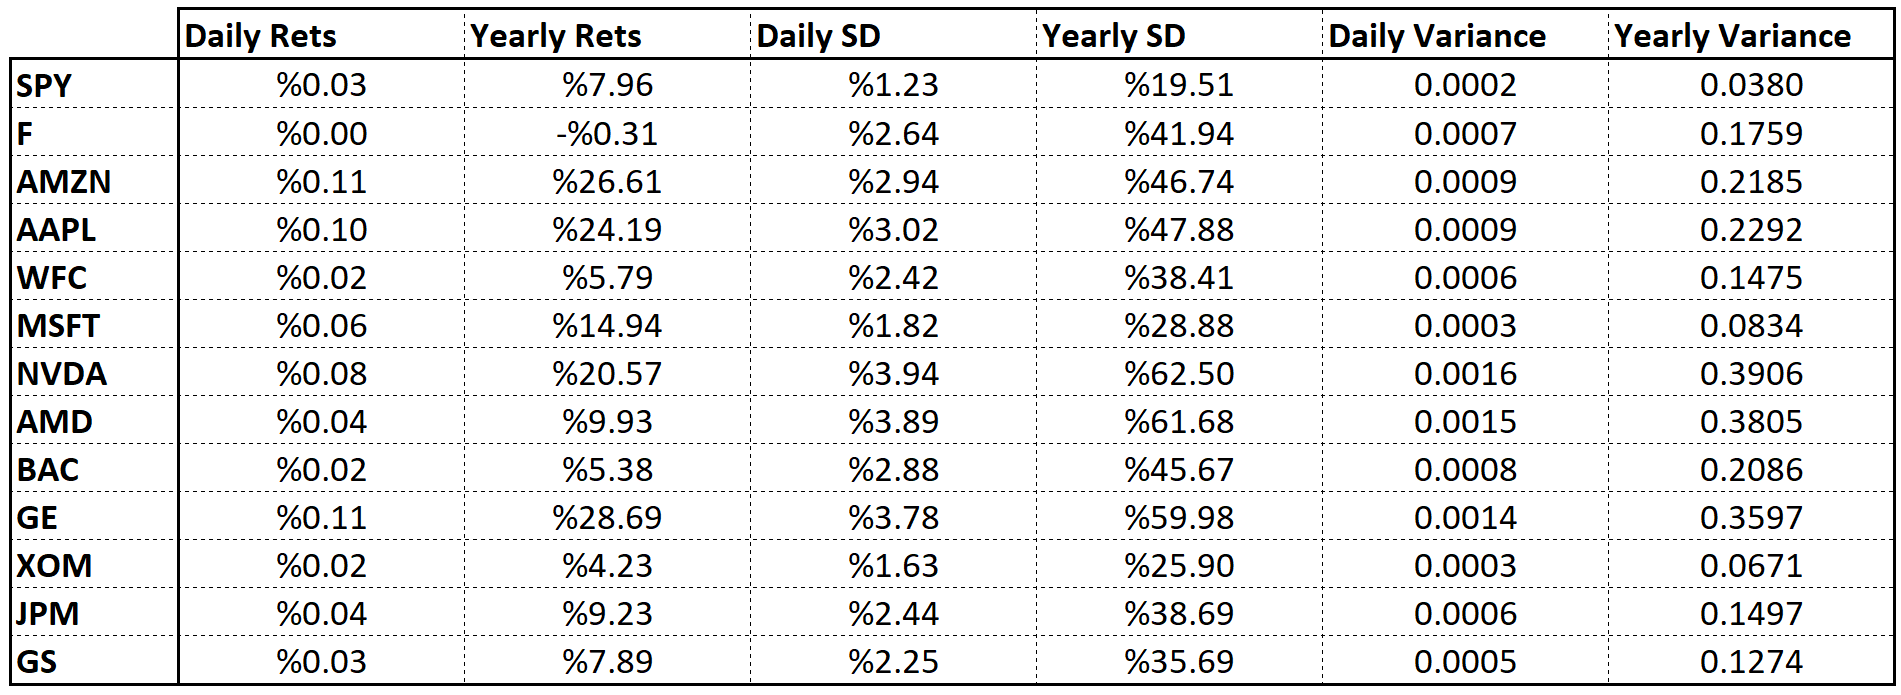 Daily Rets Yearly Rets Daily SD Yearly SD Daily Variance Yearly Variance
SPY %0.03 %7.96 %1.23 %19.51 0.0002 0.0380
F %0.00 -%0.31 %2.64 %41.94 0.0007 0.1759
AMZN %0.11 %26.61 %2.94 %46.74 0.0009 0.2185
AAPL %0.10 %24.19 %3.02 %47.88 0.0009 0.2292
WFC %0.02 %5.79 %2.42 %38.41 0.0006 0.1475
MSFT %0.06 %14.94 %1.82 %28.88 0.0003 0.0834
NVDA %0.08 %20.57 %3.94 %62.50 0.0016 0.3906
AMD %0.04 %9.93 %3.89 %61.68 0.0015 0.3805
BAC %0.02 %5.38 %2.88 %45.67 0.0008 0.2086
GE %0.11 %28.69 %3.78 %59.98 0.0014 0.3597
XOM %0.02 %4.23 %1.63 %25.90 0.0003 0.0671
JPM %0.04 %9.23 %2.44 %38.69 0.0006 0.1497
GS %0.03 %7.89 %2.25 %35.69 0.0005 0.1274